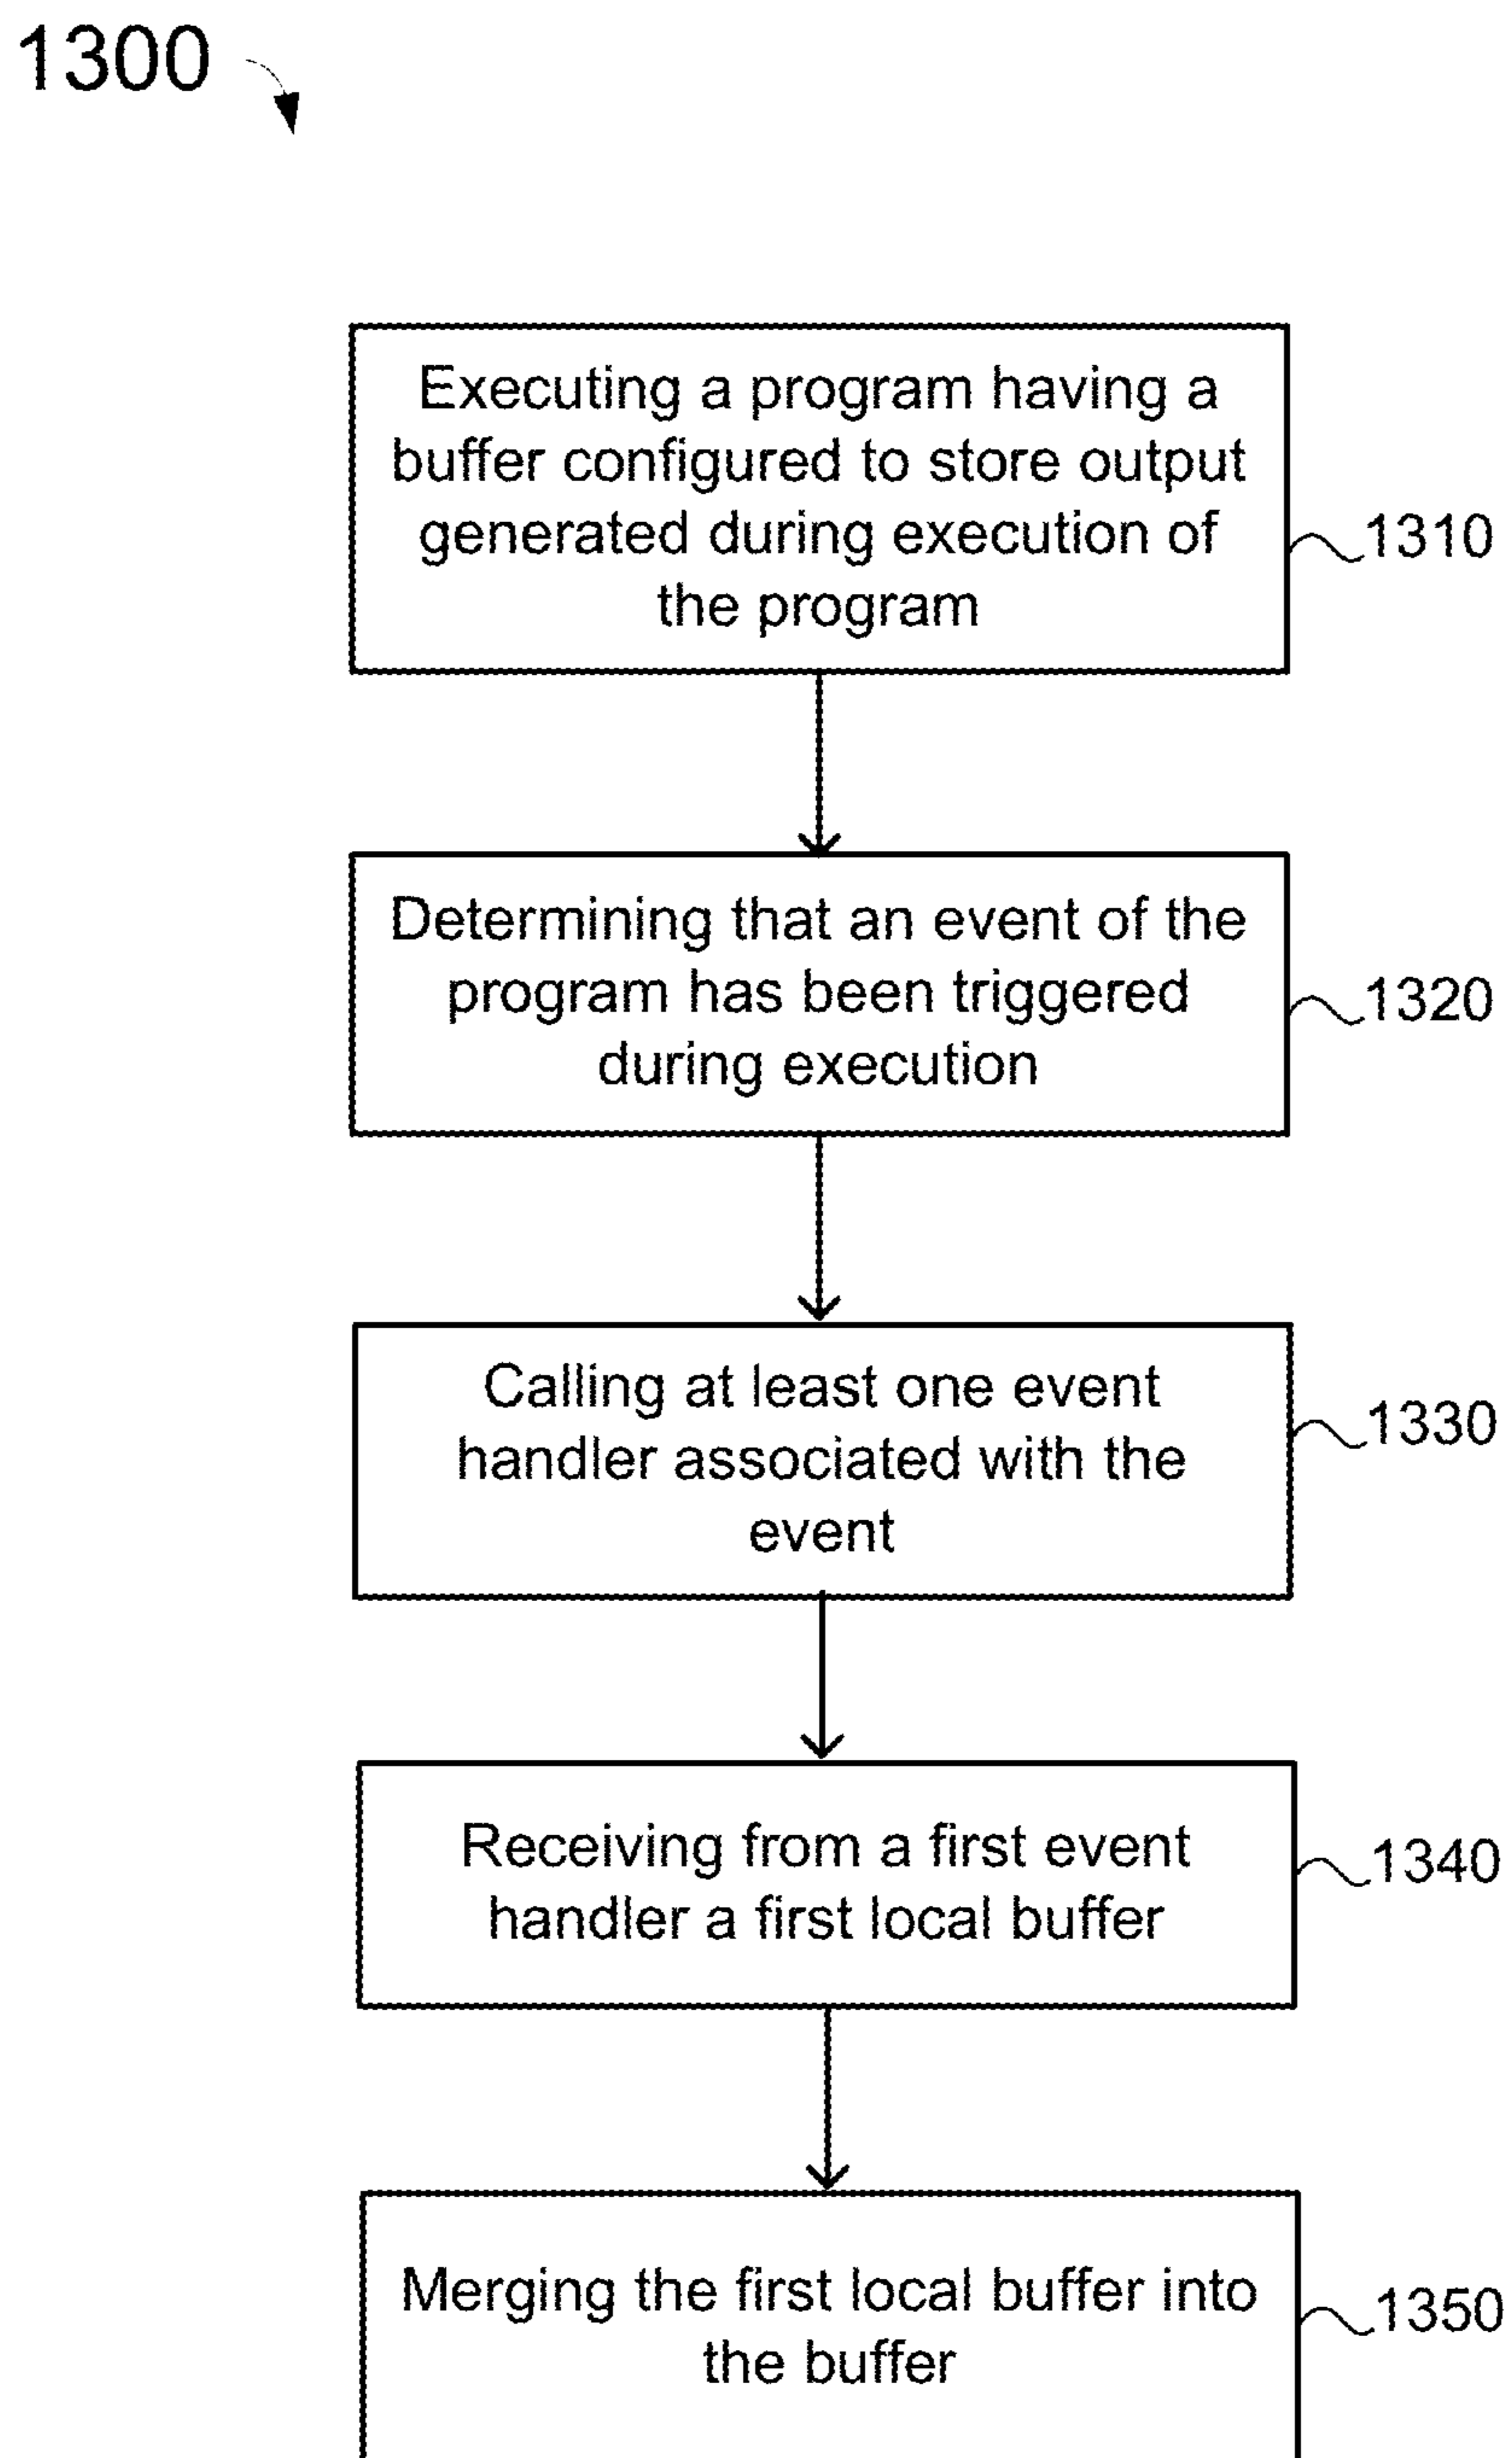 1300
Executing a program having a
buffer configured to store output
generated during execution of
the program
1310
Determining that an event of the
program has been triggered
during execution
1320
Calling at least one event
handler associated with the
event
1330
Receiving from a first event
handler a first local buffer
1340
Merging the first local buffer into
the buffer
1350